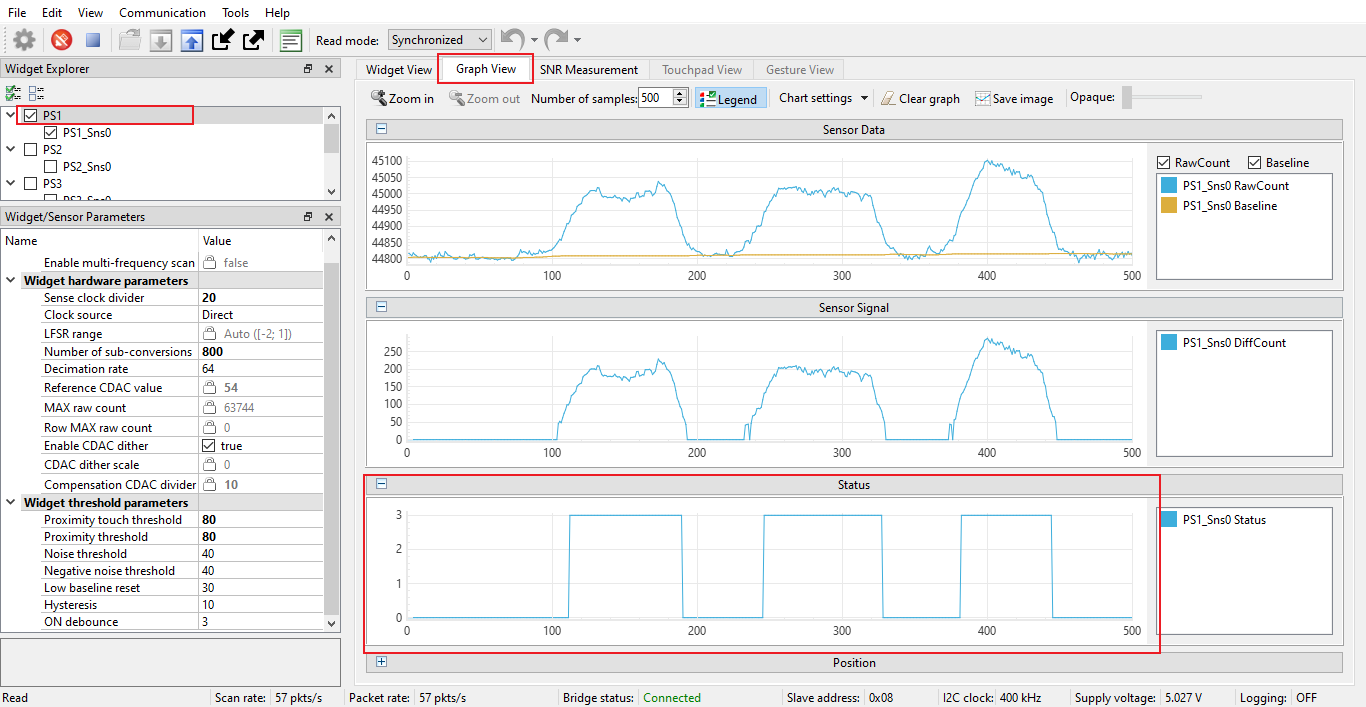 File Edit View Communication Tools Help
Read mode: Synchronized
Widget Explorer
PS1
PS1_Sns0
PS2
PS2_Sns0
PS3
Widget/Sensor Parameters
Name Value
Enable multi-frequency scan false
Widget hardware parameters
Sense clock divider 20
Clock source Direct
LFSR range Auto ([-2; 1])
Number of sub-conversions 800
Decimation rate 64
Reference CDAC value 54
MAX raw count 63744
Row MAX raw count 0
Enable CDAC dither true
CDAC dither scale 0
Compensation CDAC divider 10
Widget threshold parameters
Proximity touch threshold 80
Proximity threshold 80
Noise threshold 40
Negative noise threshold 40
Low baseline reset 30
Hysteresis 10
ON debounce 3
Widget View Graph View SNR Measurement Touchpad View Gesture View
Zoom in Zoom out Number of samples: 500 Legend Chart settings Clear graph Save image Opaque:
Sensor Data
45100
45050
45000
44950
44900
44850
44800
0 100 200 300 400 500
RawCount Baseline
PS1_Sns0 RawCount
PS1_Sns0 Baseline
Sensor Signal
250
200
150
100
50
0
0 100 200 300 400 500
PS1_Sns0 DiffCount
Status
3
2
1
0
0 100 200 300 400 500
PS1_Sns0 Status
Position
Read Scan rate: 57 pkts/s Packet rate: 57 pkts/s Bridge status: Connected Slave address: 0x08 I2C clock: 400 kHz Supply voltage: 5.027 V Logging: OFF